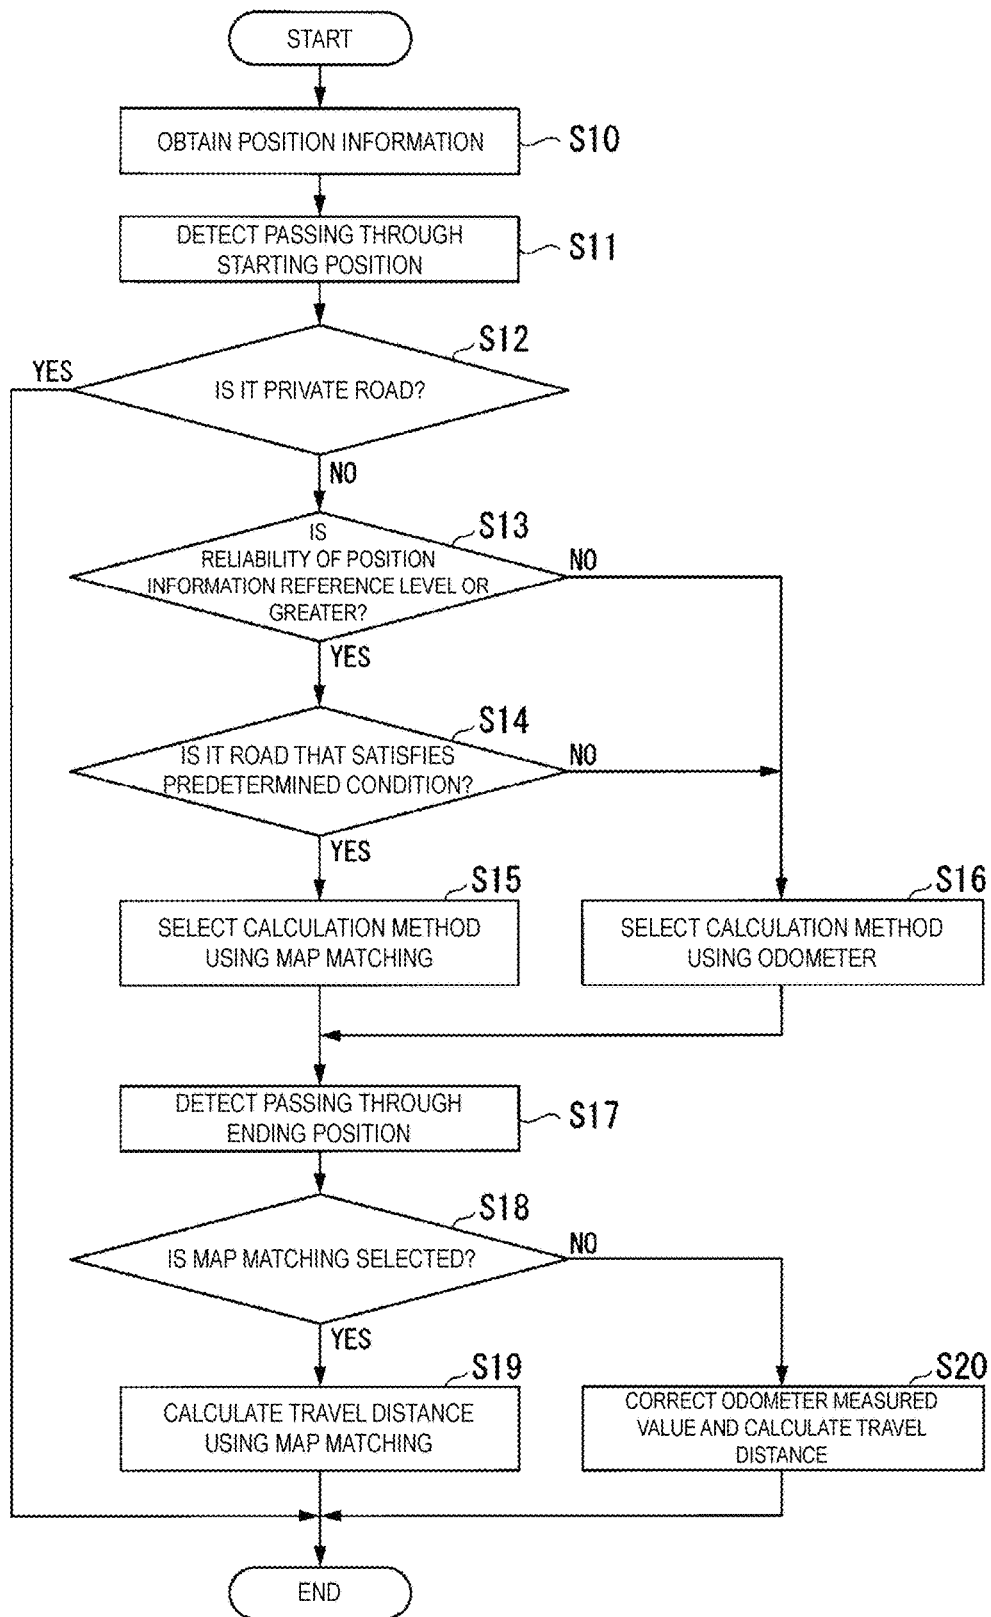 START
OBTAIN POSITION INFORMATION
S10
DETECT PASSING THROUGH
STARTING POSITION
S11
S12
YES
IS IT PRIVATE ROAD?
NO
S13
IS
RELIABILITY OF POSITION
INFORMATION REFERENCE LEVEL OR
GREATER?
NO
YES
S14
IS IT ROAD THAT SATISFIES
PREDETERMINED CONDITION?
NO
YES
S15
SELECT CALCULATION METHOD
USING MAP MATCHING
S16
SELECT CALCULATION METHOD
USING ODOMETER
DETECT PASSING THROUGH
ENDING POSITION
S17
S18
IS MAP MATCHING SELECTED?
NO
YES
S19
CALCULATE TRAVEL DISTANCE
USING MAP MATCHING
S20
CORRECT ODOMETER MEASURED
VALUE AND CALCULATE TRAVEL
DISTANCE
END